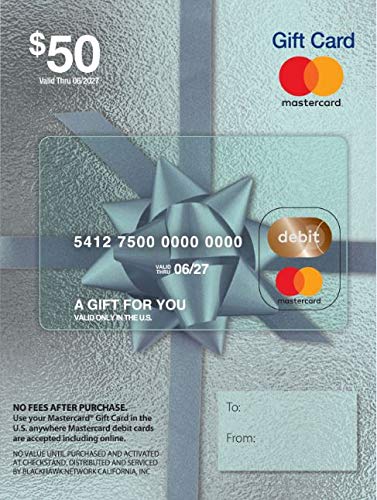 $50
Valid Thru 06/2027
Gift Card
mastercard.
debit
5412 7500 0000 0000
VALID THRU 06/27
mastercard
A GIFT FOR YOU
VALID ONLY IN THE U.S.
NO FEES AFTER PURCHASE.
Use your Mastercard® Gift Card in the
U.S. anywhere Mastercard debit cards
are accepted including online.
NO VALUE UNTIL PURCHASED AND ACTIVATED
AT CHECKSTAND, DISTRIBUTED AND SERVICED
BY BLACKHAWK NETWORK CALIFORNIA, INC
To:
From: